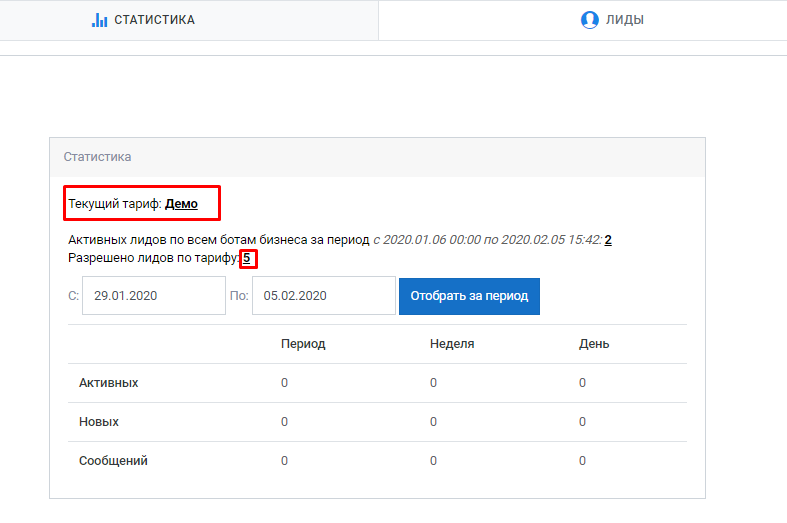 СТАТИСТИКА ЛИДЫ
Статистика
Текущий тариф: Демо
Активных лидов по всем ботам бизнеса за период с 2020.01.06 00:00 по 2020.02.05 15:42: 2
Разрешено лидов по тарифу: 5
С: 29.01.2020 По: 05.02.2020 Отобрать за период
Период Неделя День
Активных 0 0 0
Новых 0 0 0
Сообщений 0 0 0